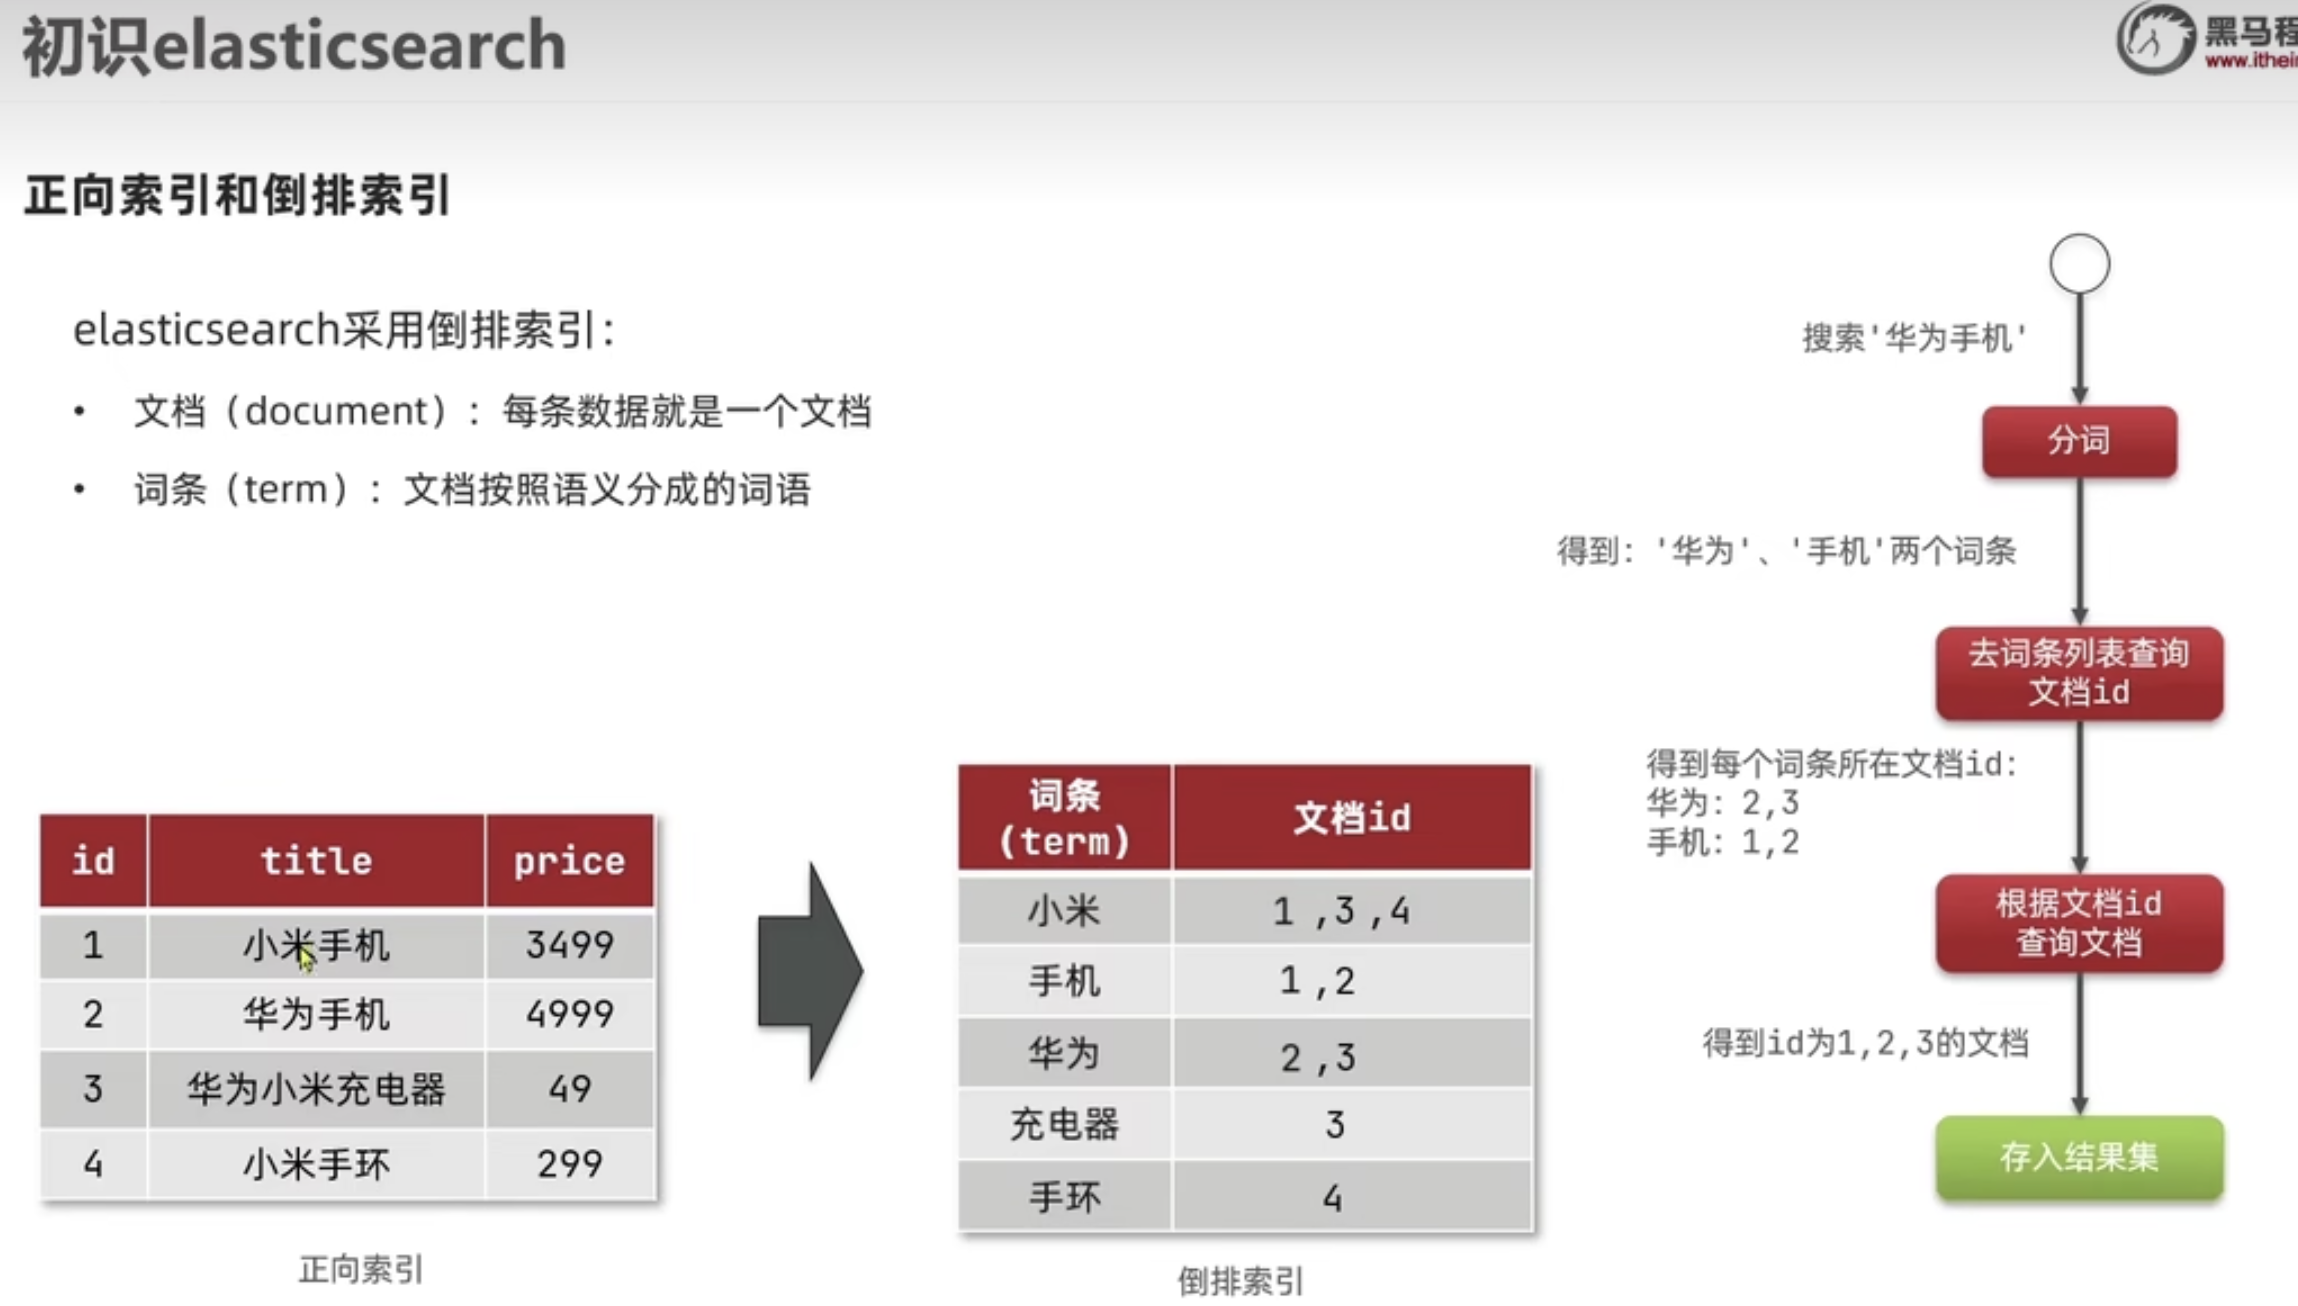 初识elasticsearch
黑马程
正向索引和倒排索引
elasticsearch采用倒排索引：
• 文档（document）：每条数据就是一个文档
• 词条（term）：文档按照语义分成的词语
id title price
1 小米手机 3499
2 华为手机 4999
3 华为小米充电器 49
4 小米手环 299
正向索引
词条
(term)
文档id
小米 1 ,3 ,4
手机 1 ,2
华为 2 ,3
充电器 3
手环 4
倒排索引
搜索'华为手机'
分词
得到：'华为'、'手机'两个词条
去词条列表查询
文档id
得到每个词条所在文档id：
华为：2,3
手机：1,2
根据文档id
查询文档
得到id为1,2,3的文档
存入结果集